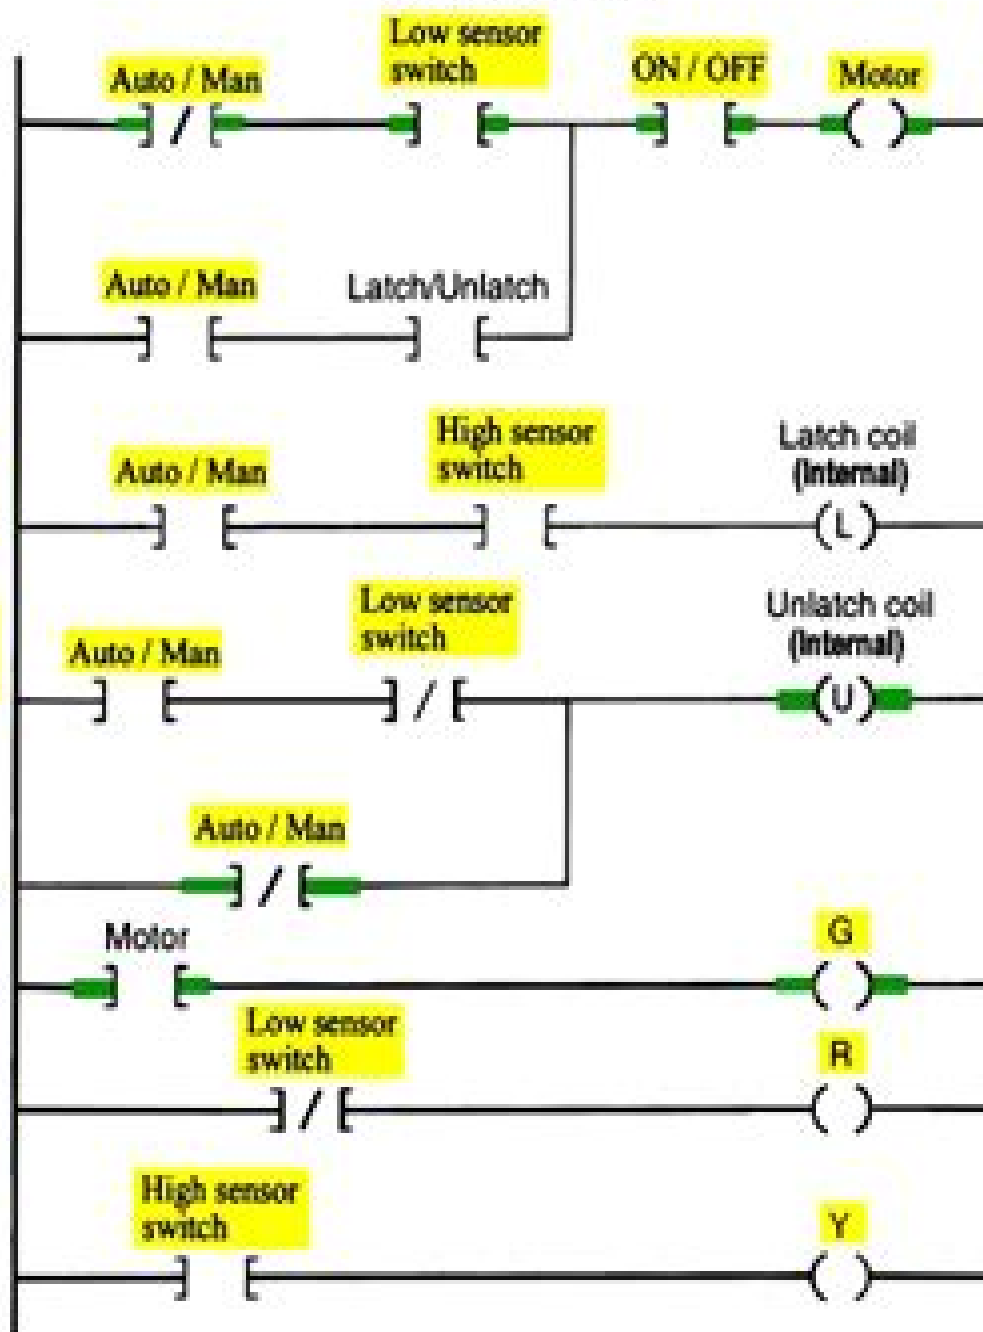 Low sensor
switch
Auto / Man
ON / OFF
Motor
Auto / Man
Latch/Unlatch
High sensor
switch
Auto / Man
Latch coil
(Internal)
L
Low sensor
switch
Auto / Man
Unlatch coil
(Internal)
U
Auto / Man
Motor
G
Low sensor
switch
R
High sensor
switch
Y